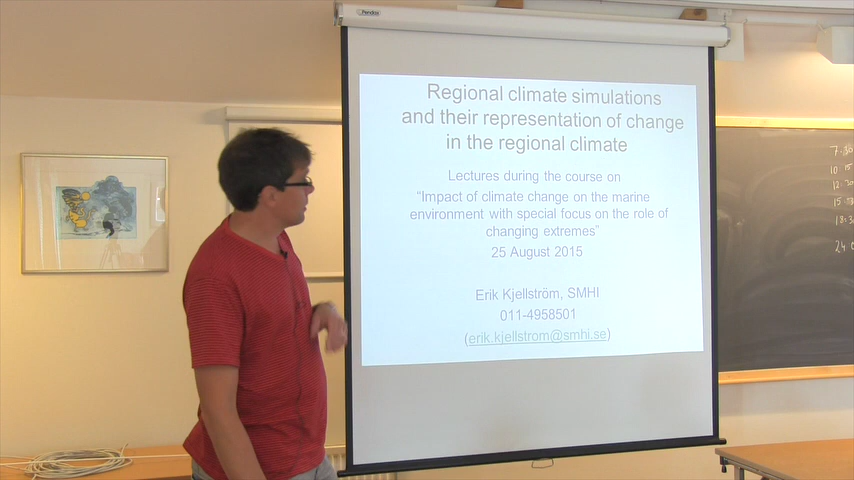 Pendax
Regional climate simulations
and their representation of change
in the regional climate
Lectures during the course on
“Impact of climate change on the marine
environment with special focus on the role of
changing extremes”
25 August 2015
Erik Kjellström, SMHI
011-4958501
(erik.kjellstrom@smhi.se)